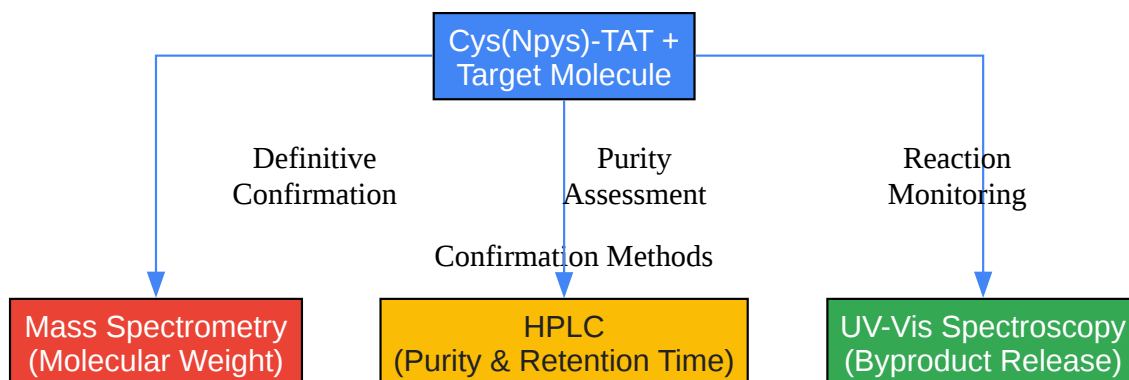 Cys(Npys)-TAT +
Target Molecule
Definitive
Confirmation
Purity
Assessment
Reaction
Monitoring
Confirmation Methods
Mass Spectrometry
(Molecular Weight)
HPLC
(Purity & Retention Time)
UV-Vis Spectroscopy
(Byproduct Release)